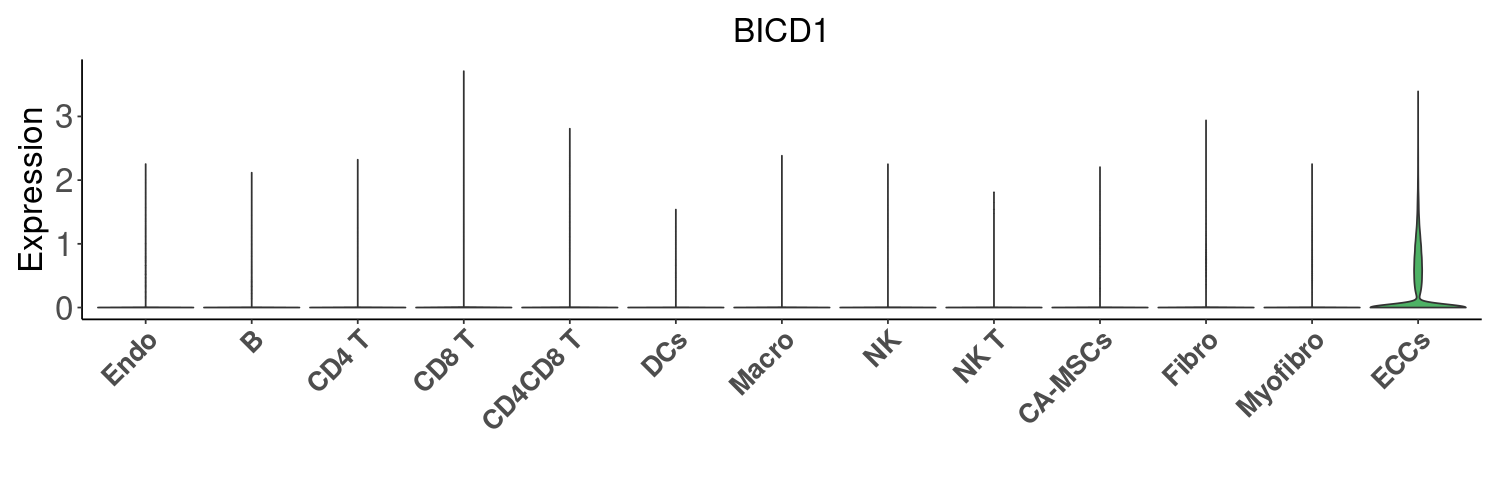 BICD1
Expression
3
2
1
0
Endo
B
CD4 T
CD8 T
CD4CD8 T
DCs
Macro
NK
NK T
CA-MSCs
Fibro
Myofibro
ECCs